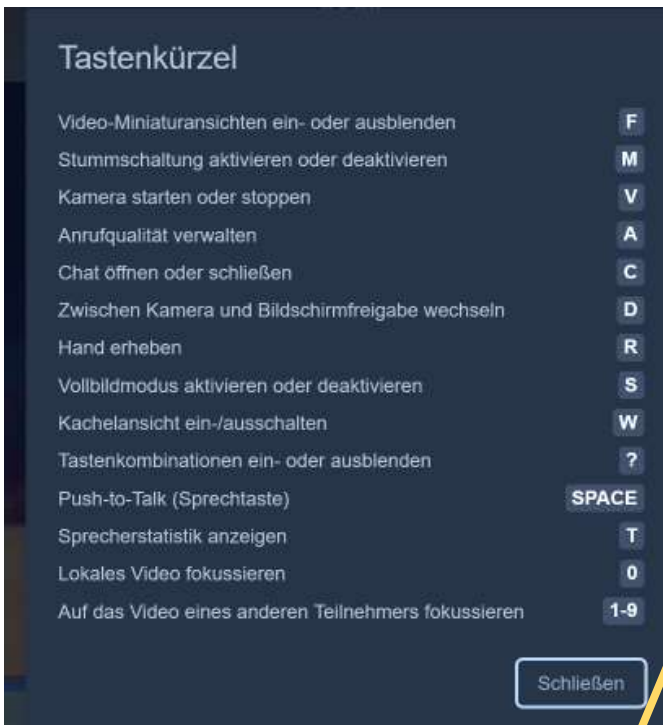 Tastenkürzel
Video-Miniaturansichten ein- oder ausblenden F
Stummschaltung aktivieren oder deaktivieren M
Kamera starten oder stoppen V
Anrufqualität verwalten A
Chat öffnen oder schließen C
Zwischen Kamera und Bildschirmfreigabe wechseln D
Hand erheben R
Vollbildmodus aktivieren oder deaktivieren S
Kachelansicht ein-/ausschalten W
Tastenkombinationen ein- oder ausblenden ?
Push-to-Talk (Sprechtaste) SPACE
Sprecherstatistik anzeigen T
Lokales Video fokussieren 0
Auf das Video eines anderen Teilnehmers fokussieren 1-9
Schließen